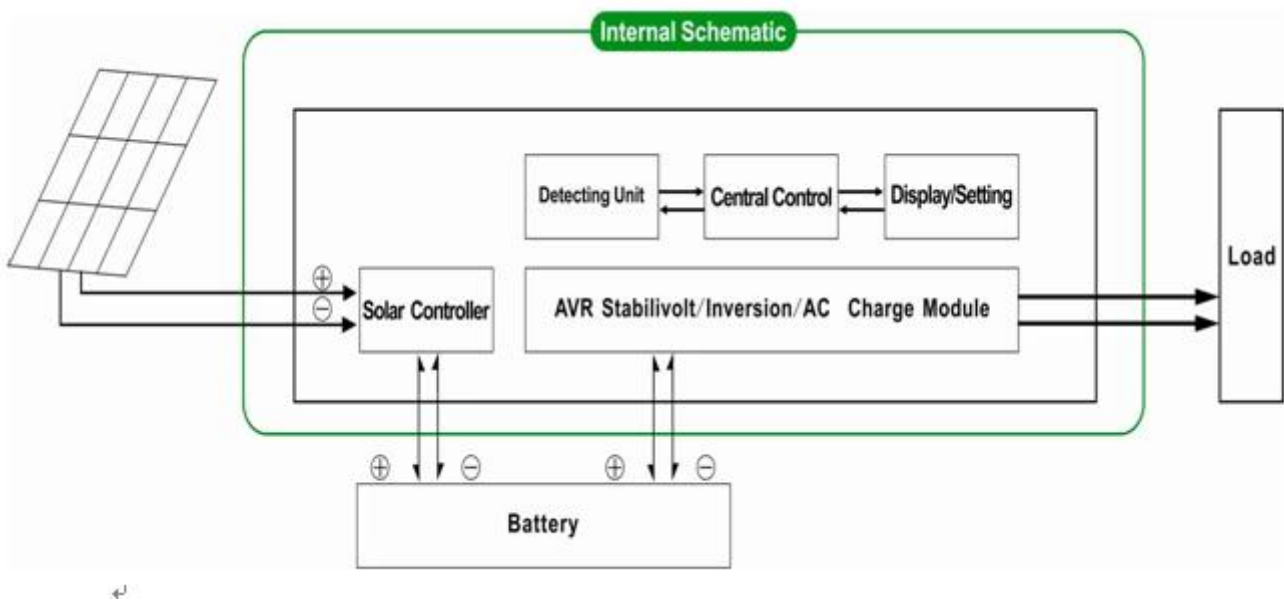 Internal Schematic
Detecting Unit
Central Control
Display/Setting
Load
⊕
⊖
Solar Controller
AVR Stabilivolt/Inversion/AC Charge Module
⊕ ⊖ ⊕ ⊖
Battery
↵